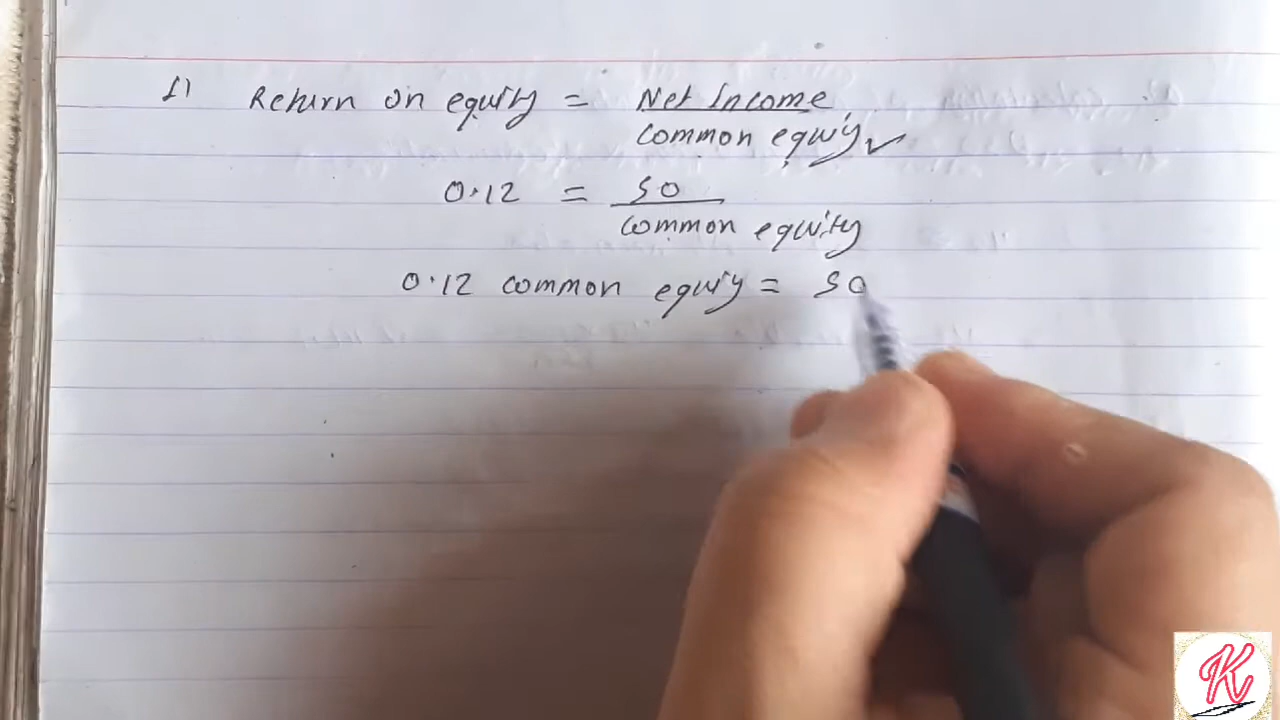 1) Return on equity = Net Income
Common equity ✓
0.12 = 50
Common equity
0.12 common equity = 50
K